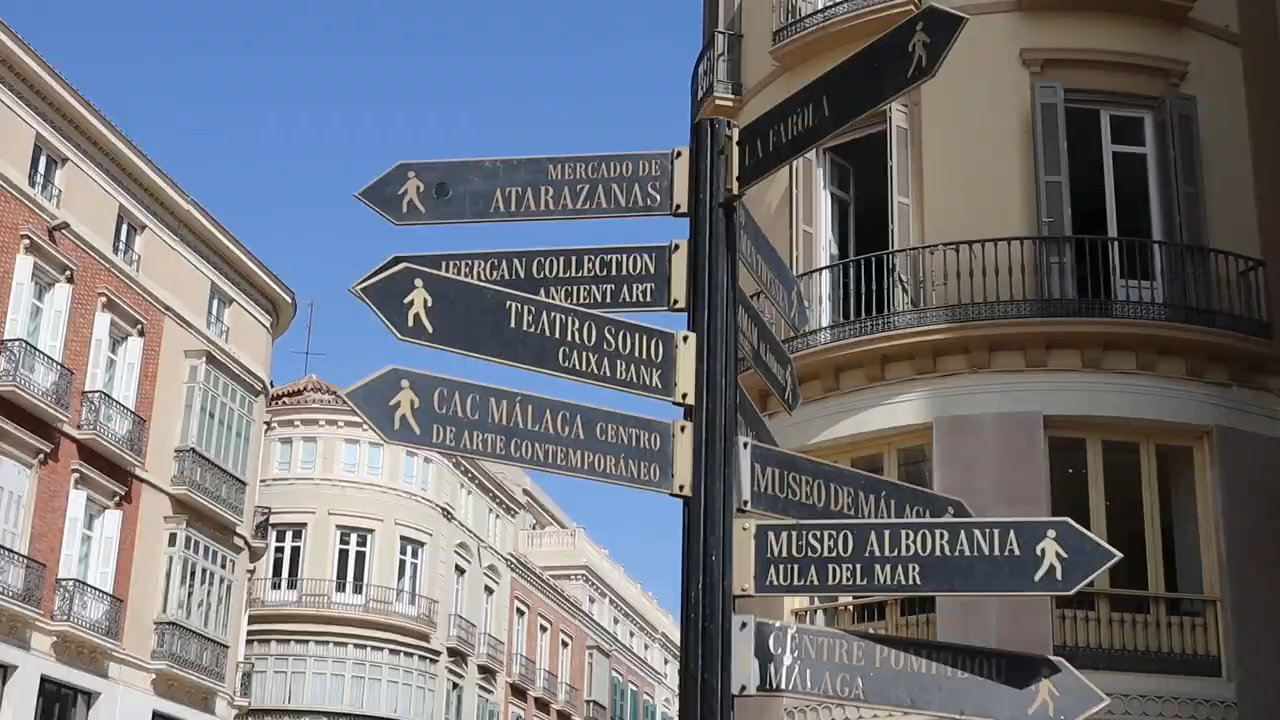 LA FAROLA
MERCADO DE
ATARAZANAS
IFERGAN COLLECTION
ANCIENT ART
TEATRO SOHO
CAIXA BANK
CAC MÁLAGA CENTRO
DE ARTE CONTEMPORÁNEO
MUSEO DE MÁLAGA
MUSEO ALBORANIA
AULA DEL MAR
CENTRE POMPIDOU
MÁLAGA